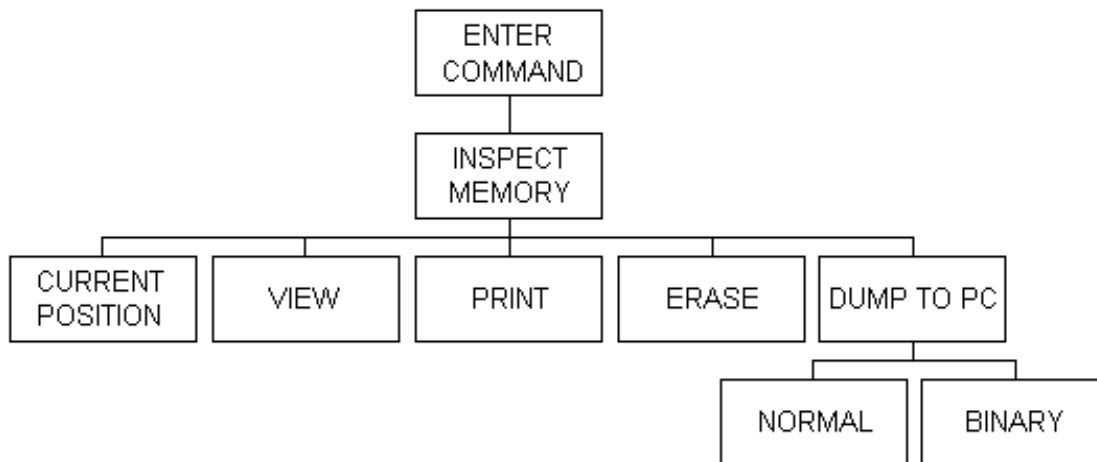 ENTER
COMMAND
INSPECT
MEMORY
CURRENT
POSITION
VIEW
PRINT
ERASE
DUMP TO PC
NORMAL
BINARY